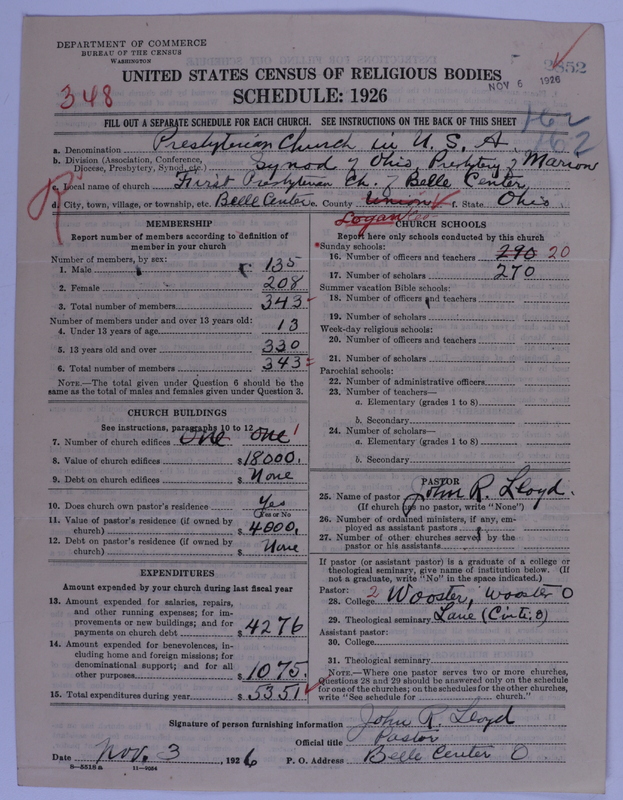 DEPARTMENT OF COMMERCE
BUREAU OF THE CENSUS
WASHINGTON
UNITED STATES CENSUS OF RELIGIOUS BODIES
NOV 6 1926
348
SCHEDULE: 1926
FILL OUT A SEPARATE SCHEDULE FOR EACH CHURCH. SEE INSTRUCTIONS ON THE BACK OF THIS SHEET
162
162
a. Denomination Presbyterian Church in U. S. A.
b. Division (Association, Conference, Diocese, Presbytery, Synod, etc.) Synod of Ohio, Presbytery of Marion
c. Local name of church First Presbyterian Ch. of Belle Center
d. City, town, village, or township, etc. Belle Center e. County Union f. State Ohio
Logan
MEMBERSHIP
Report number of members according to definition of member in your church
Number of members, by sex:
1. Male 135
2. Female 208
3. Total number of members 343
Number of members under and over 13 years old:
4. Under 13 years of age 13
5. 13 years old and over 330
6. Total number of members 343
NOTE.—The total given under Question 6 should be the same as the total of males and females given under Question 3.
CHURCH BUILDINGS
See instructions, paragraphs 10 to 12
7. Number of church edifices One One 1
8. Value of church edifices $ 18000.
9. Debt on church edifices $ None
10. Does church own pastor's residence Yes
Yes or No
11. Value of pastor's residence (if owned by church) $ 4000.
12. Debt on pastor's residence (if owned by church) $ None
EXPENDITURES
Amount expended by your church during last fiscal year
13. Amount expended for salaries, repairs, and other running expenses; for improvements or new buildings; and for payments on church debt $ 4276
14. Amount expended for benevolences, including home and foreign missions; for denominational support; and for all other purposes $ 1075.
15. Total expenditures during year $ 5351
CHURCH SCHOOLS
Report here only schools conducted by this church
Sunday schools:
16. Number of officers and teachers 290 20
17. Number of scholars 270
Summer vacation Bible schools:
18. Number of officers and teachers
19. Number of scholars
Week-day religious schools:
20. Number of officers and teachers
21. Number of scholars
Parochial schools:
22. Number of administrative officers
23. Number of teachers—
a. Elementary (grades 1 to 8)
b. Secondary
24. Number of scholars—
a. Elementary (grades 1 to 8)
b. Secondary
PASTOR
25. Name of pastor John R. Lloyd.
(If church has no pastor, write "None")
26. Number of ordained ministers, if any, employed as assistant pastors
27. Number of other churches served by the pastor or his assistants
If pastor (or assistant pastor) is a graduate of a college or theological seminary, give name of institution below. (If not a graduate, write "No" in the space indicated.)
Pastor:
28. College 2 Wooster, Wooster O
29. Theological seminary Lane (Cinti. O)
Assistant pastor:
30. College
31. Theological seminary
NOTE.—Where one pastor serves two or more churches, Questions 28 and 29 should be answered only on the schedule for one of the churches; on the schedules for the other churches, write "See schedule for church."
Signature of person furnishing information John R. Lloyd
Official title Pastor
Date Nov. 3, 1926 P. O. Address Belle Center O.
8—5518 a 11—9054